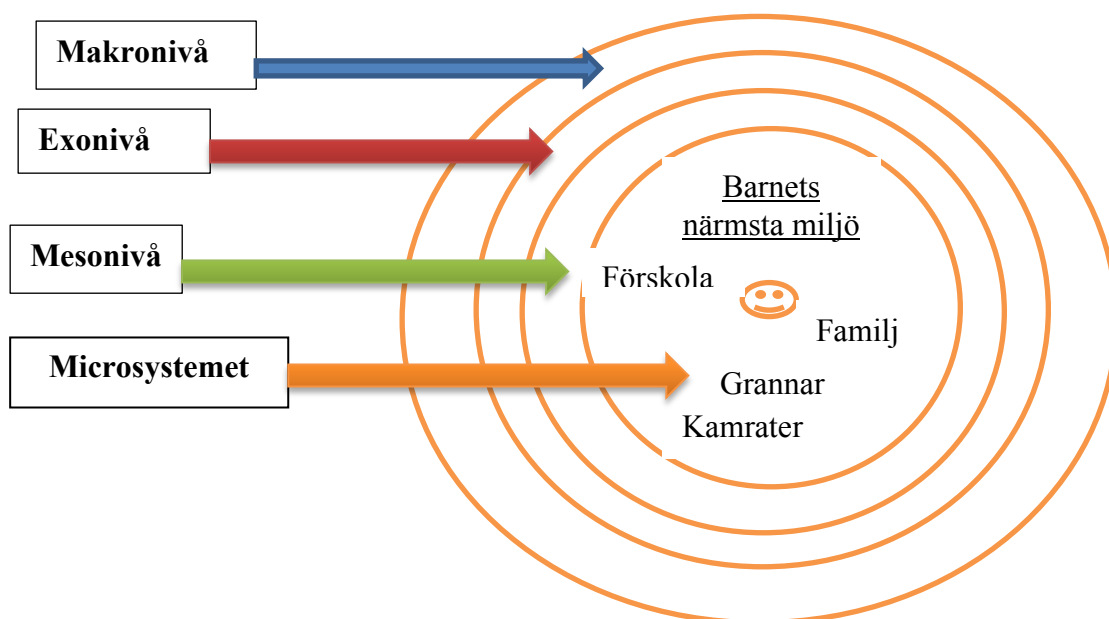 Makronivå
Exonivå
Mesonivå
Microsystemet
Barnets
närmsta miljö
Förskola
Familj
Grannar
Kamrater